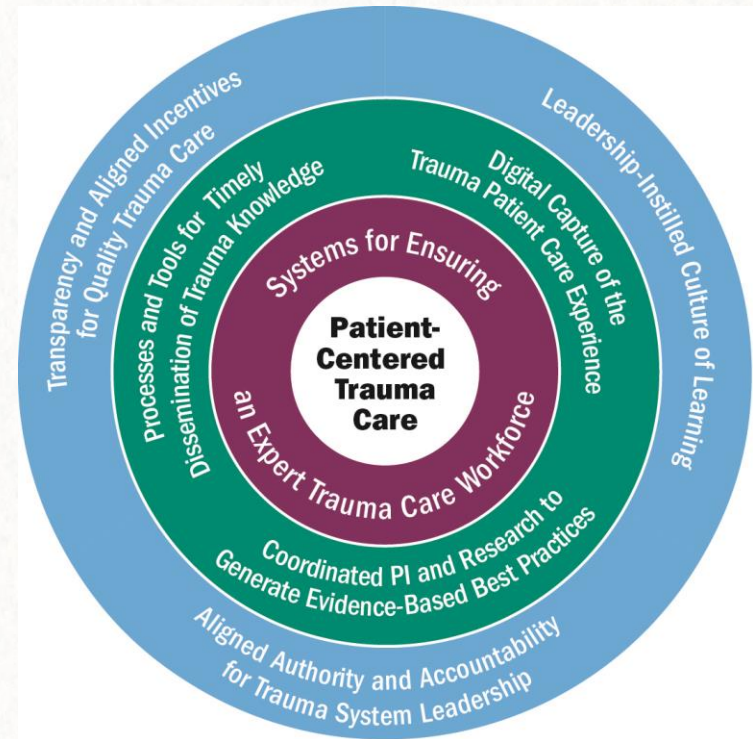 Transparency and Aligned Incentives
for Quality Trauma Care
Leadership-Instilled Culture of Learning
Processes and Tools for Timely
Dissemination of Trauma Knowledge
Digital Capture of the
Trauma Patient Care Experience
Systems for Ensuring
Patient-
Centered
Trauma
Care
an Expert Trauma Care Workforce
Coordinated PI and Research to
Generate Evidence-Based Best Practices
Aligned Authority and Accountability
for Trauma System Leadership